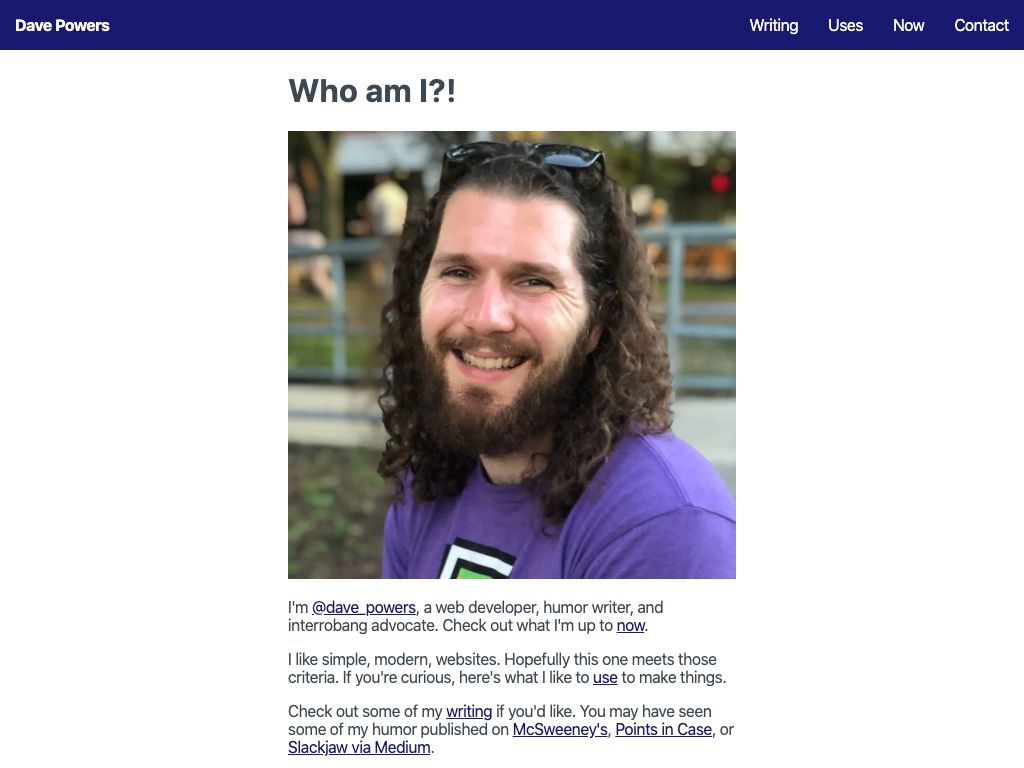 Dave Powers
Writing Uses Now Contact
Who am I?!
I'm @dave_powers, a web developer, humor writer, and
interrobang advocate. Check out what I'm up to now.
I like simple, modern, websites. Hopefully this one meets those
criteria. If you're curious, here's what I like to use to make things.
Check out some of my writing if you'd like. You may have seen
some of my humor published on McSweeney's, Points in Case, or
Slackjaw via Medium.